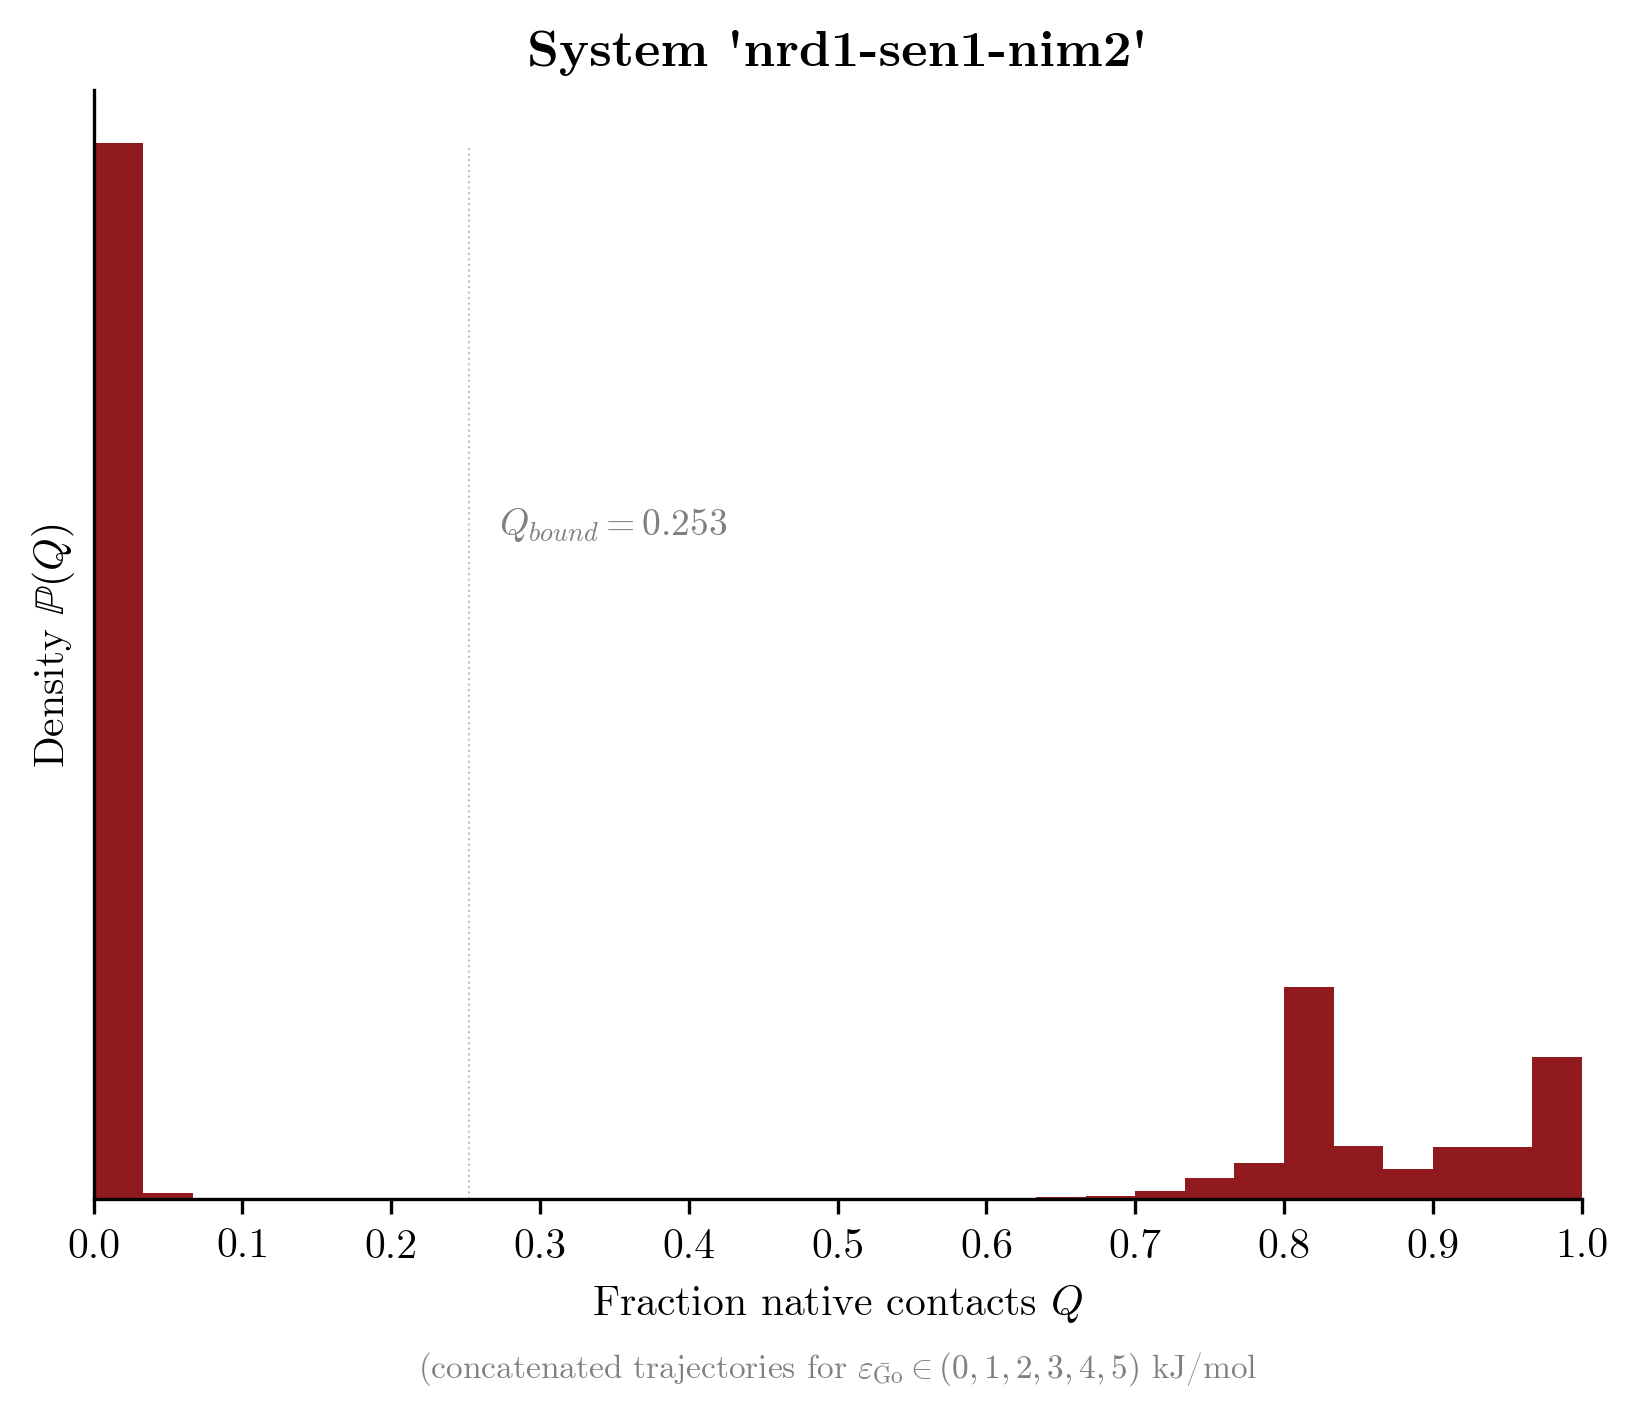 System 'nrd1-sen1-nim2'
Density ℙ(Q)
Q_bound = 0.253
0.0 0.1 0.2 0.3 0.4 0.5 0.6 0.7 0.8 0.9 1.0
Fraction native contacts Q
(concatenated trajectories for ε_Ḡo ∈ (0, 1, 2, 3, 4, 5) kJ/mol